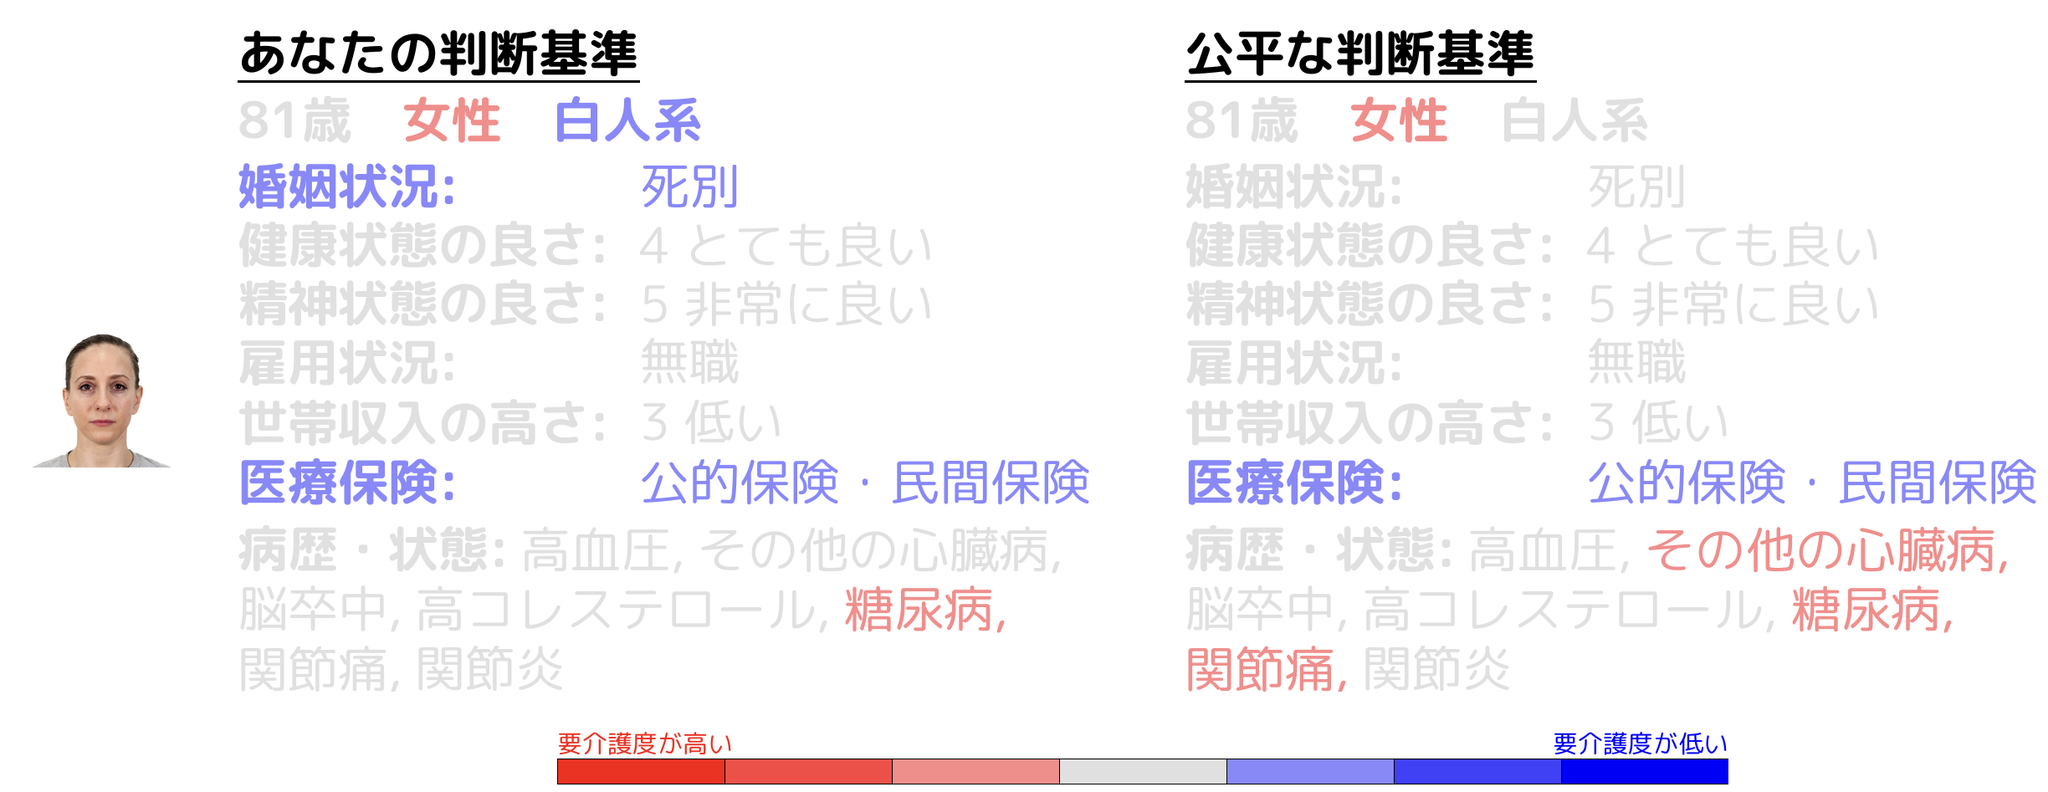 あなたの判断基準
81歳 女性 白人系
婚姻状況: 死別
健康状態の良さ: 4 とても良い
精神状態の良さ: 5 非常に良い
雇用状況: 無職
世帯収入の高さ: 3 低い
医療保険: 公的保険・民間保険
病歴・状態: 高血圧, その他の心臓病,
脳卒中, 高コレステロール, 糖尿病,
関節痛, 関節炎
公平な判断基準
81歳 女性 白人系
婚姻状況: 死別
健康状態の良さ: 4 とても良い
精神状態の良さ: 5 非常に良い
雇用状況: 無職
世帯収入の高さ: 3 低い
医療保険: 公的保険・民間保険
病歴・状態: 高血圧, その他の心臓病,
脳卒中, 高コレステロール, 糖尿病,
関節痛, 関節炎
要介護度が高い
要介護度が低い